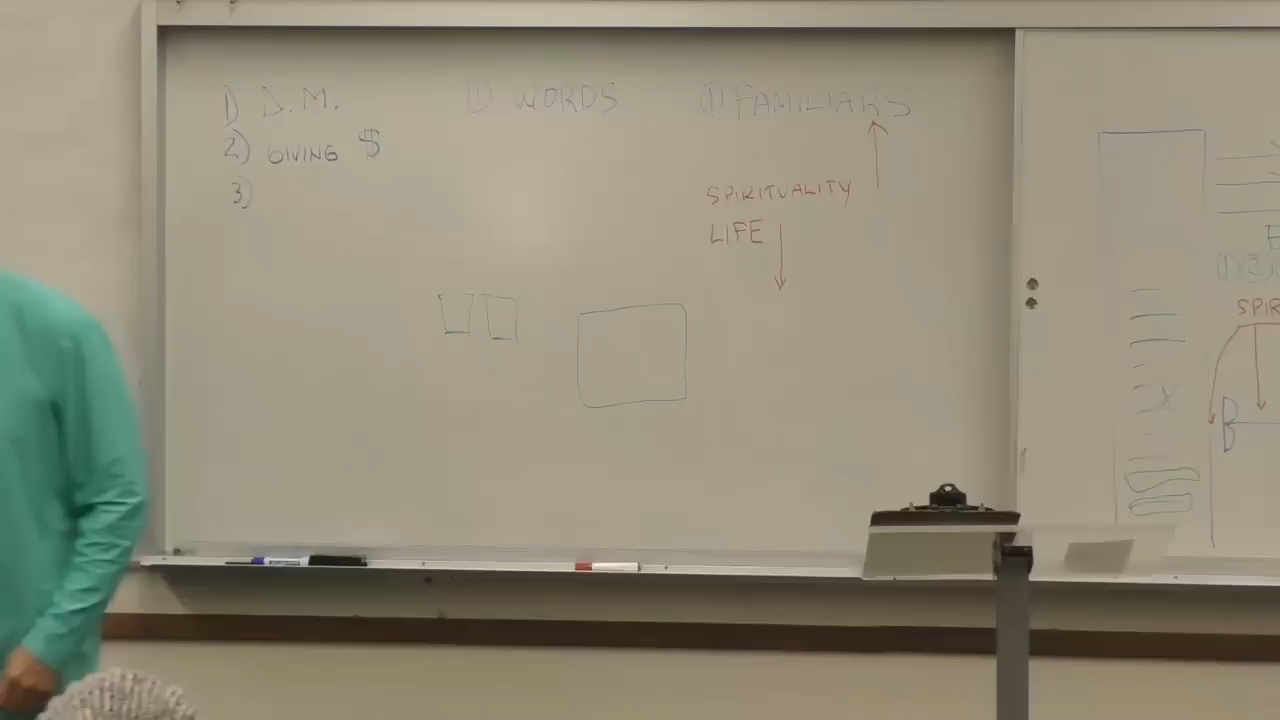 1) D.M.
2) GIVING $
3)
① WORDS
① FAMILIARS
SPIRITUALITY
LIFE
SPIR
B